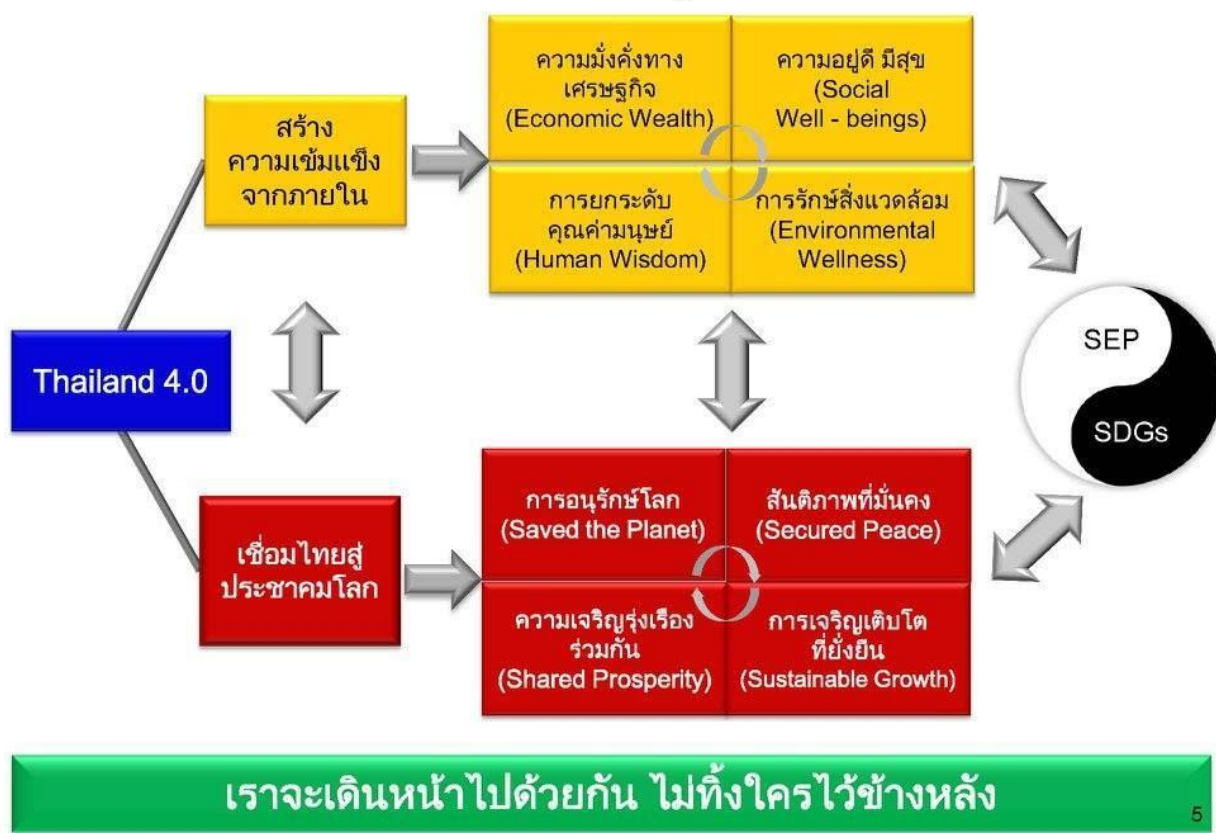 ความมั่งคั่งทาง
เศรษฐกิจ
(Economic Wealth)
ความอยู่ดี มีสุข
(Social
Well - beings)
สร้าง
ความเข้มแข็ง
จากภายใน
การยกระดับ
คุณค่ามนุษย์
(Human Wisdom)
การรักษ์สิ่งแวดล้อม
(Environmental
Wellness)
Thailand 4.0
SEP
SDGs
การอนุรักษ์โลก
(Saved the Planet)
สันติภาพที่มั่นคง
(Secured Peace)
เชื่อมไทยสู่
ประชาคมโลก
ความเจริญรุ่งเรือง
ร่วมกัน
(Shared Prosperity)
การเจริญเติบโต
ที่ยั่งยืน
(Sustainable Growth)
เราจะเดินหน้าไปด้วยกัน ไม่ทิ้งใครไว้ข้างหลัง
5